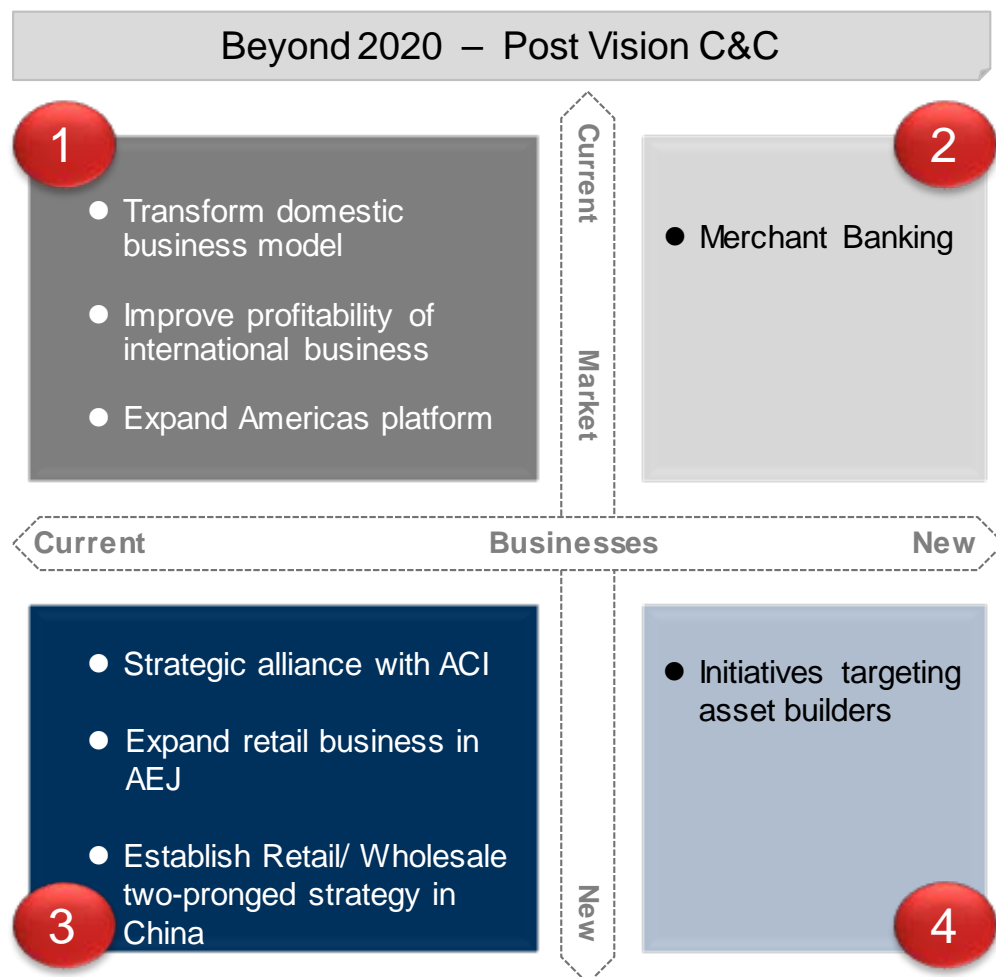 Beyond 2020 – Post Vision C&C
1
● Transform domestic
business model
● Improve profitability of
international business
● Expand Americas platform
Current
Market
2
● Merchant Banking
Current
Businesses
New
● Strategic alliance with ACI
● Expand retail business in
AEJ
● Establish Retail/ Wholesale
two-pronged strategy in
China
3
New
● Initiatives targeting
asset builders
4